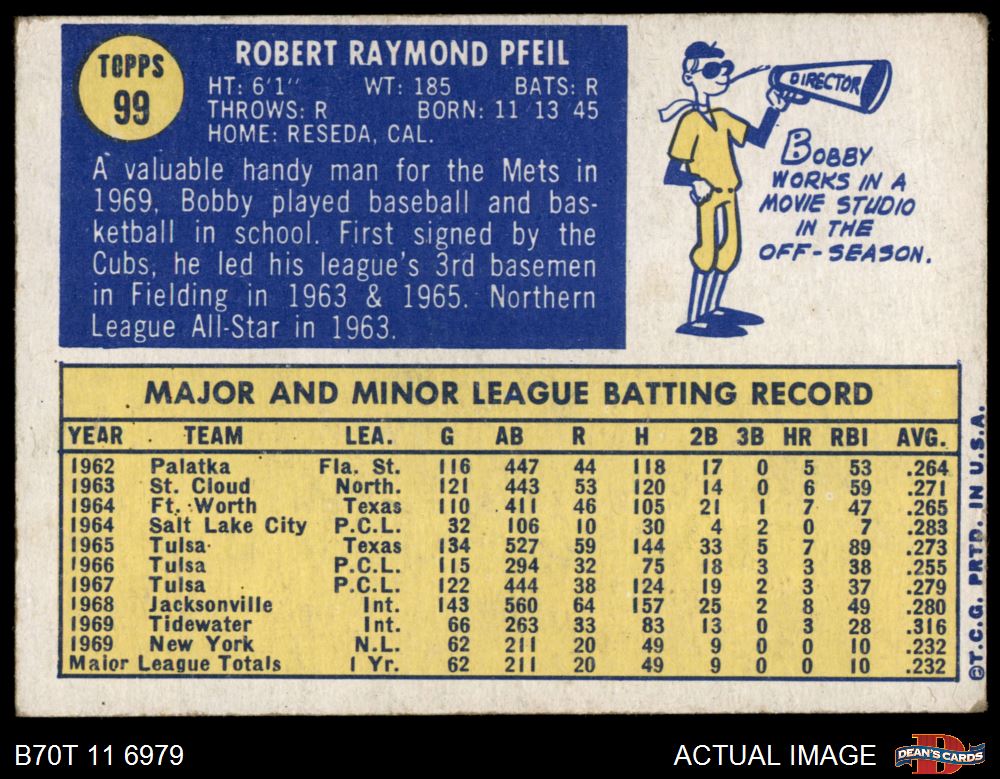 TOPPS
99
ROBERT RAYMOND PFEIL
HT: 6'1" WT: 185 BATS: R
THROWS: R BORN: 11 13 45
HOME: RESEDA, CAL.
A valuable handy man for the Mets in
1969, Bobby played baseball and bas-
ketball in school. First signed by the
Cubs, he led his league's 3rd basemen
in Fielding in 1963 & 1965. Northern
League All-Star in 1963.
DIRECTOR
BOBBY
WORKS IN A
MOVIE STUDIO
IN THE
OFF-SEASON.
MAJOR AND MINOR LEAGUE BATTING RECORD
YEAR TEAM LEA. G AB R H 2B 3B HR RBI AVG.
1962 Palatka Fla. St. 116 447 44 118 17 0 5 53 .264
1963 St. Cloud North. 121 443 53 120 14 0 6 59 .271
1964 Ft. Worth Texas 110 411 46 105 21 1 7 47 .265
1964 Salt Lake City P.C.L. 32 106 10 30 4 2 0 7 .283
1965 Tulsa Texas 134 527 59 144 33 5 7 89 .273
1966 Tulsa P.C.L. 115 294 32 75 18 3 3 38 .255
1967 Tulsa P.C.L. 122 444 38 124 19 2 3 37 .279
1968 Jacksonville Int. 143 560 64 157 25 2 8 49 .280
1969 Tidewater Int. 66 263 33 83 13 0 3 28 .316
1969 New York N.L. 62 211 20 49 9 0 0 10 .232
Major League Totals 1 Yr. 62 211 20 49 9 0 0 10 .232
©T.C.G. PRTD. IN U.S.A.
B70T 11 6979
ACTUAL IMAGE
D
DEAN'S CARDS